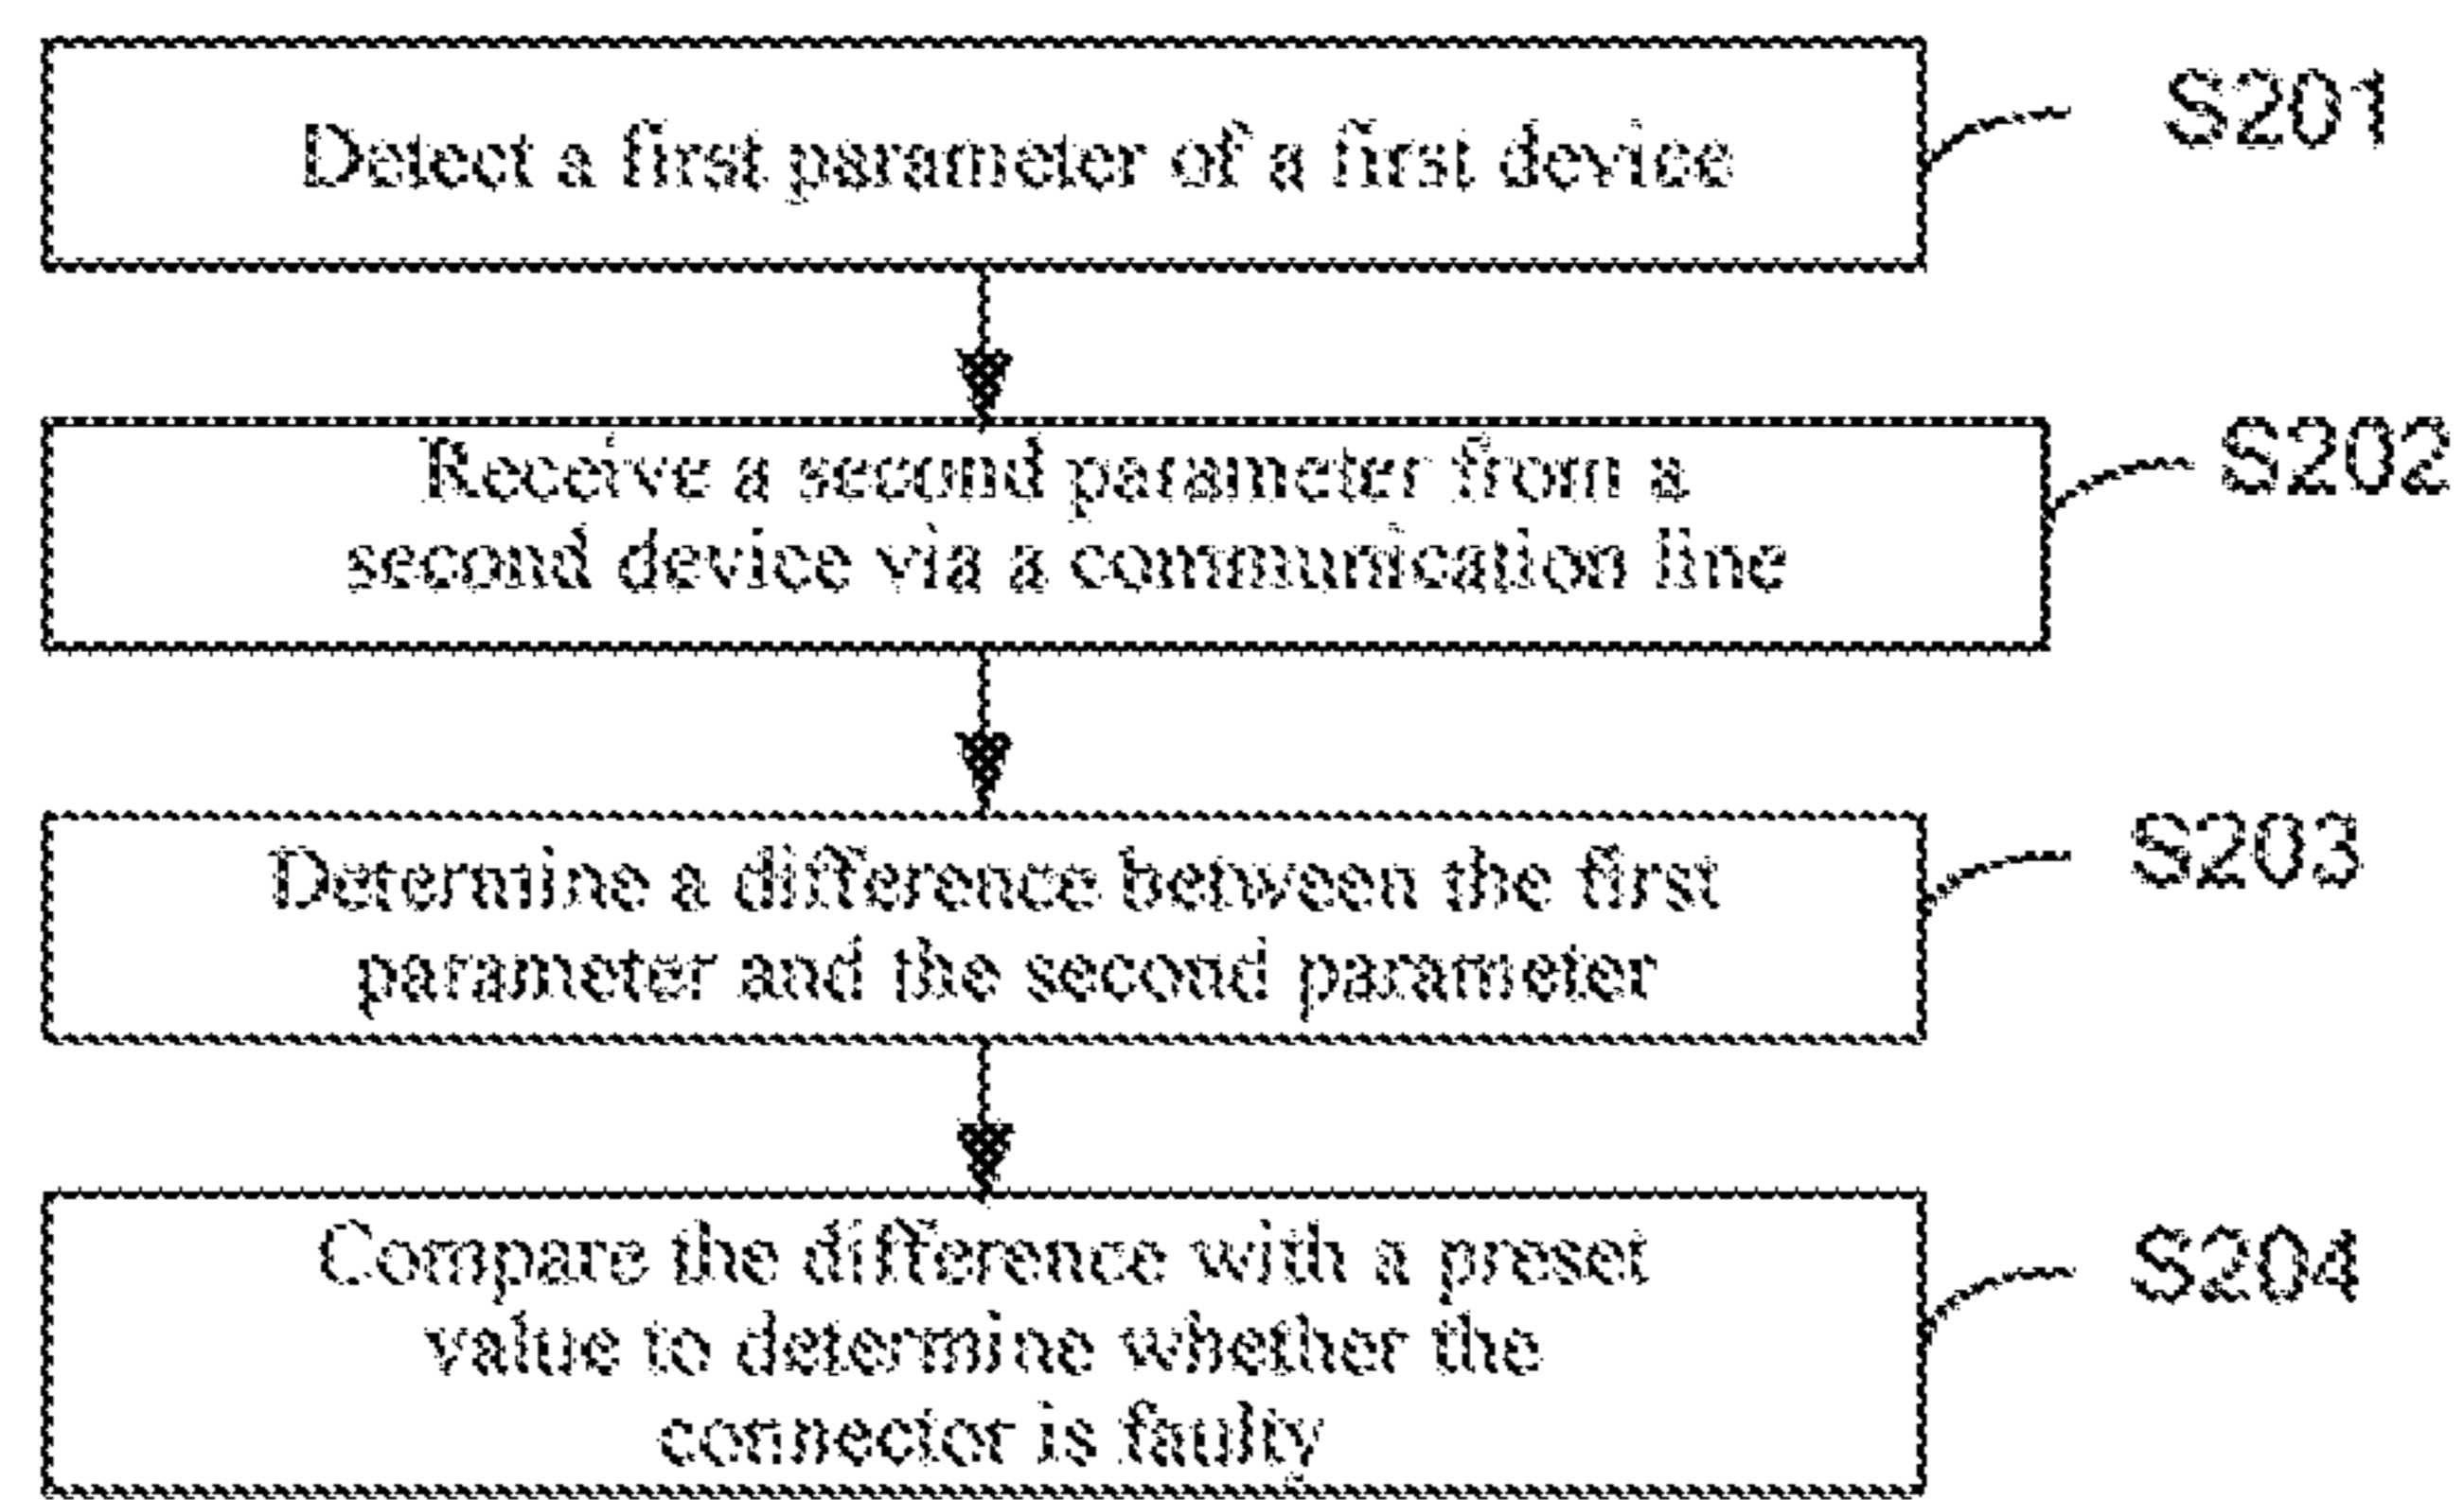 Detect a first parameter of a first device
S201
Receive a second parameter from a
second device via a communication line
S202
Determine a difference between the first
parameter and the second parameter
S203
Compare the difference with a preset
value to determine whether the
connector is faulty
S204